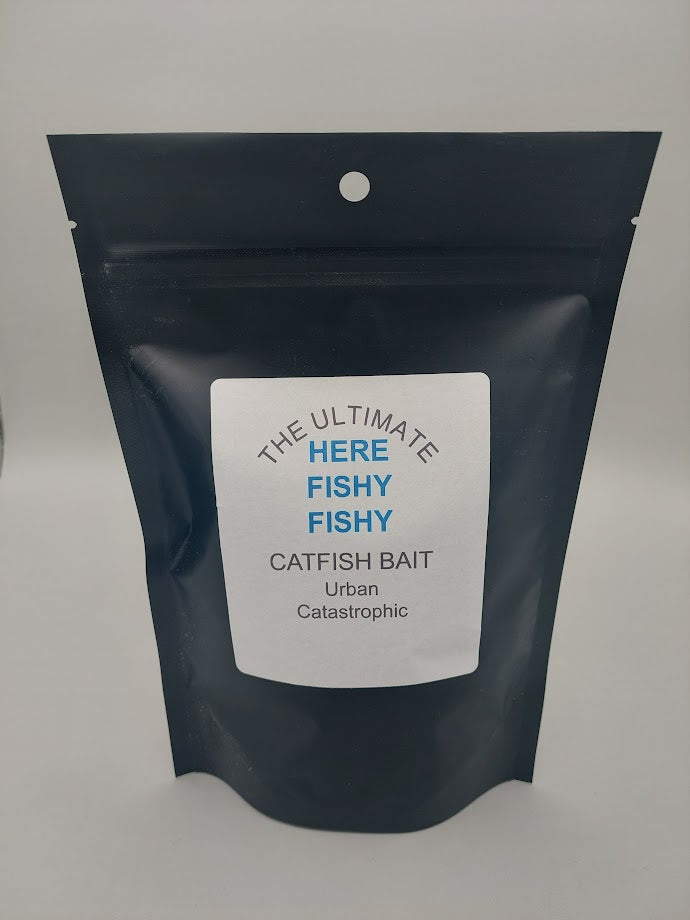 THE ULTIMATE
HERE
FISHY
FISHY
CATFISH BAIT
Urban
Catastrophic